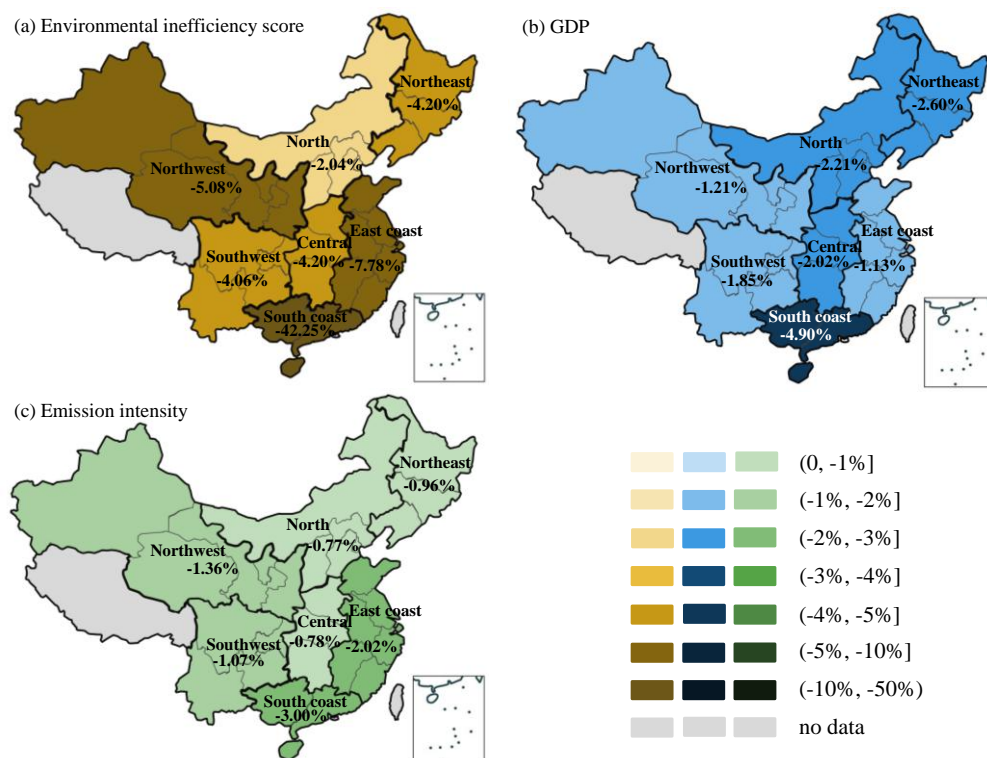 (a) Environmental inefficiency score
Northeast
-4.20%
North
-2.04%
Northwest
-5.08%
East coast
-7.78%
Central
-4.20%
Southwest
-4.06%
South coast
-42.25%
(b) GDP
Northeast
-2.60%
North
-2.21%
Northwest
-1.21%
East coast
-1.13%
Central
-2.02%
Southwest
-1.85%
South coast
-4.90%
(c) Emission intensity
Northeast
-0.96%
North
-0.77%
Northwest
-1.36%
East coast
-2.02%
Central
-0.78%
Southwest
-1.07%
South coast
-3.00%
(0, -1%]
(-1%, -2%]
(-2%, -3%]
(-3%, -4%]
(-4%, -5%]
(-5%, -10%]
(-10%, -50%)
no data